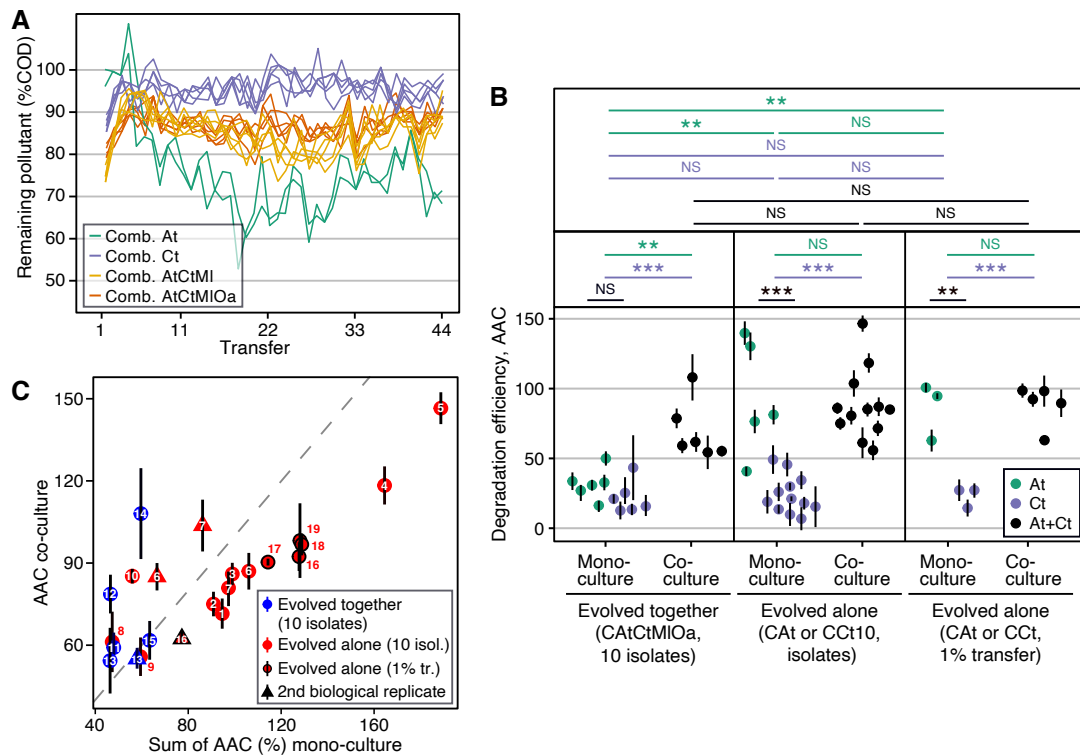 A
Remaining pollutant (%COD)
100
90
80
70
60
50
Comb. At
Comb. Ct
Comb. AtCtMl
Comb. AtCtMlOa
1 11 22 33 44
Transfer
B
**
** NS
NS
NS NS
NS
NS NS
** NS NS
*** *** ***
NS *** **
Degradation efficiency, AAC
150
100
50
0
At
Ct
At+Ct
Mono-culture Co-culture Mono-culture Co-culture Mono-culture Co-culture
Evolved together Evolved alone Evolved alone
(CAtCtMlOa, (CAt or CCt10, (CAt or CCt,
10 isolates) isolates) 1% transfer)
C
AAC co-culture
150
120
90
60
5
4
14
7
19
18
17
16
10
6
3
6
12
7
2
1
8
15
16
11
13
13
9
Evolved together
(10 isolates)
Evolved alone (10 isol.)
Evolved alone (1% tr.)
2nd biological replicate
40 80 120 160
Sum of AAC (%) mono-culture